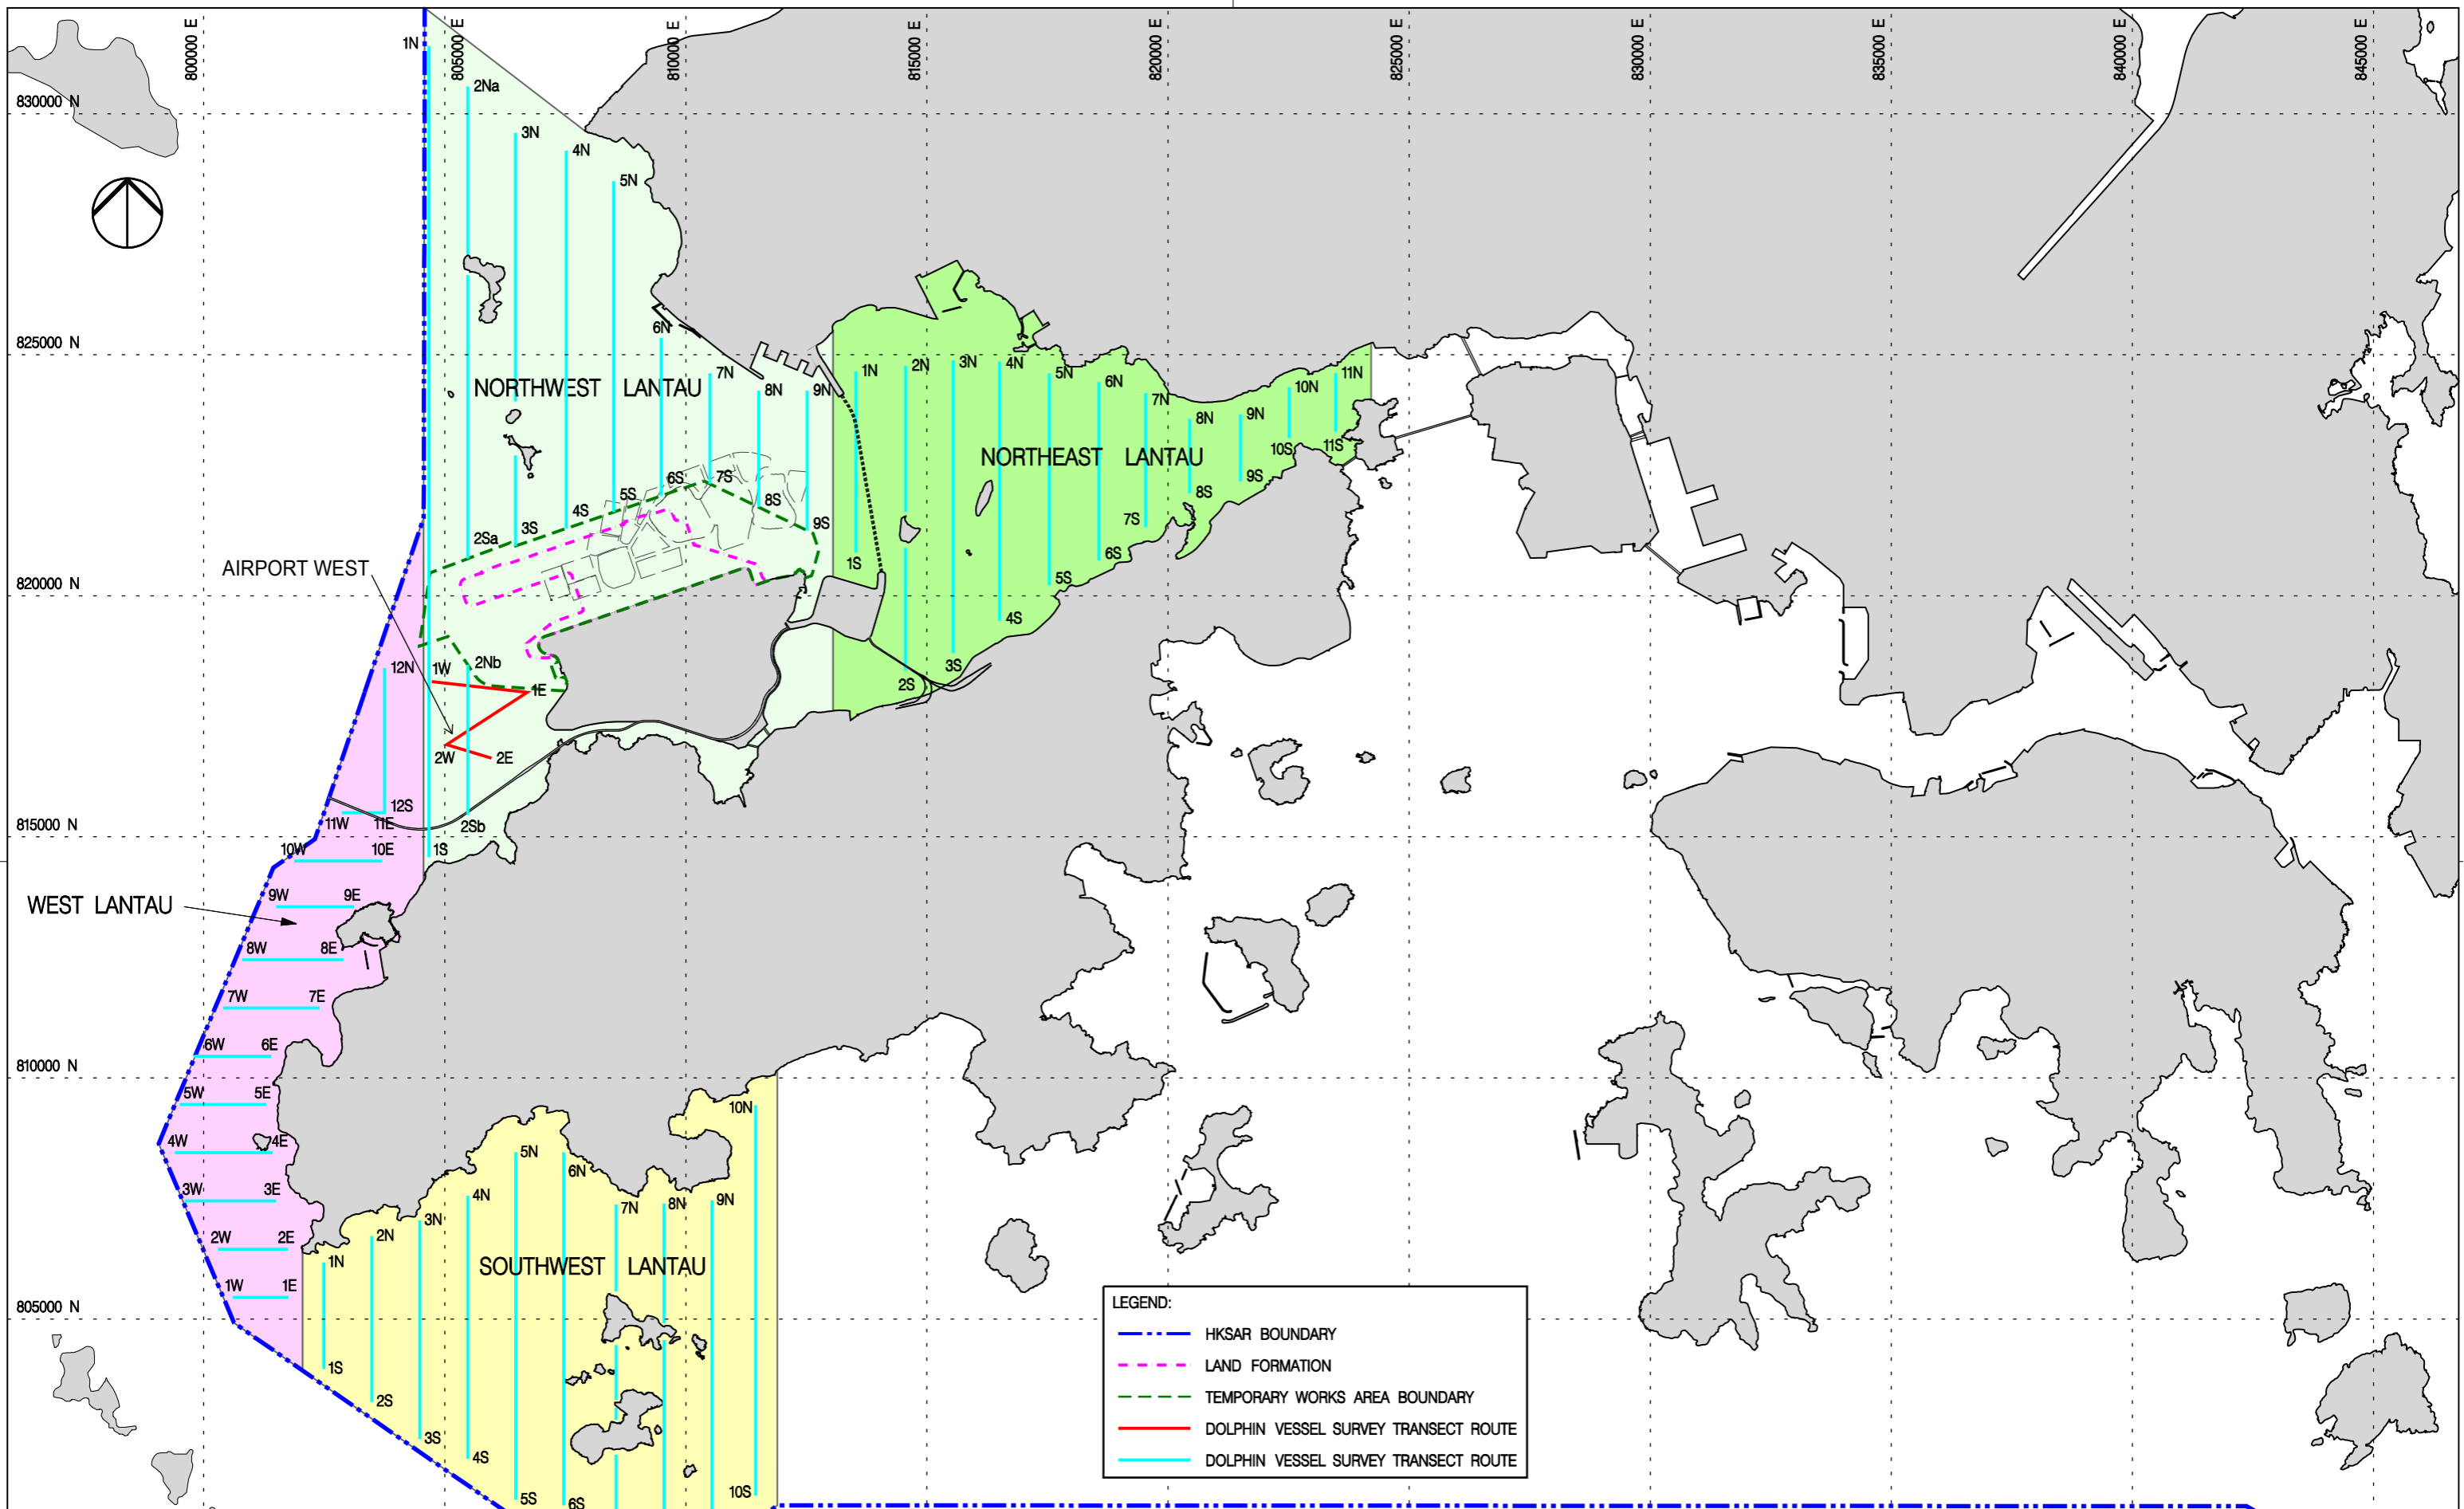 800000 E
805000 E
810000 E
815000 E
820000 E
825000 E
830000 E
835000 E
840000 E
845000 E
830000 N
825000 N
820000 N
815000 N
810000 N
805000 N
1N
2Na
3N
4N
5N
6N
7N
8N
9N
NORTHWEST LANTAU
2Sa
3S
4S
5S
6S
7S
8S
9S
1N
2N
3N
4N
5N
6N
7N
8N
9N
10N
11N
NORTHEAST LANTAU
1S
2S
3S
4S
5S
6S
7S
8S
9S
10S
11S
AIRPORT WEST
1W
2Nb
1E
2W
2E
2Sb
1S
12N
12S
11W
11E
10W
10E
WEST LANTAU
9W
9E
8W
8E
7W
7E
6W
6E
5W
5E
4W
4E
3W
3E
2W
2E
1W
1E
1N
2N
3N
4N
5N
6N
7N
8N
9N
10N
SOUTHWEST LANTAU
1S
2S
3S
4S
5S
6S
10S
LEGEND:
HKSAR BOUNDARY
LAND FORMATION
TEMPORARY WORKS AREA BOUNDARY
DOLPHIN VESSEL SURVEY TRANSECT ROUTE
DOLPHIN VESSEL SURVEY TRANSECT ROUTE